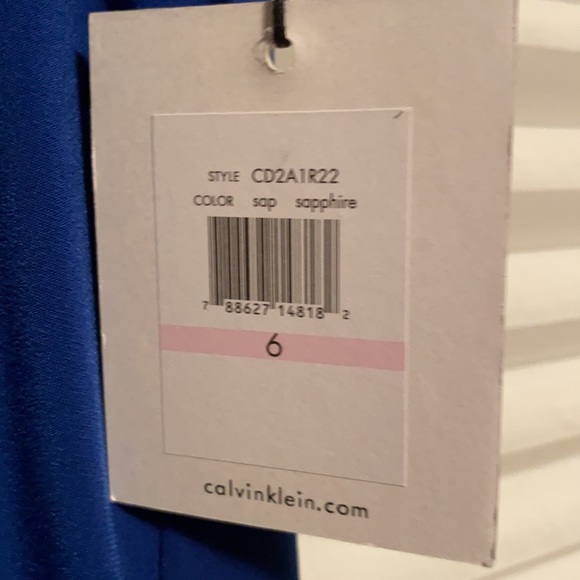 STYLE CD2A1R22
COLOR sap sapphire
7 88627 14818 2
6
calvinklein.com